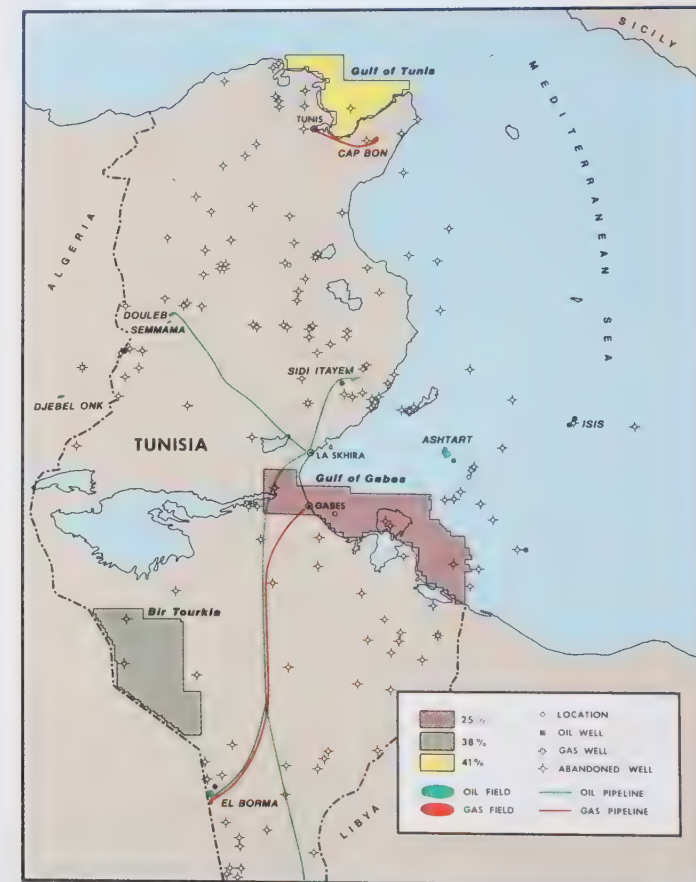 SICILY
MEDITERRANEAN SEA
Gulf of Tunis
TUNIS
CAP BON
ALGERIA
DOULEB
SEMMAMA
SIDI ITAYEM
DJEBEL ONK
ISIS
TUNISIA
ASHTART
LA SKHIRA
Gulf of Gabes
GABES
Bir Tourkia
EL BORMA
LIBYA
25%
38%
41%
OIL FIELD
GAS FIELD
LOCATION
OIL WELL
GAS WELL
ABANDONED WELL
OIL PIPELINE
GAS PIPELINE